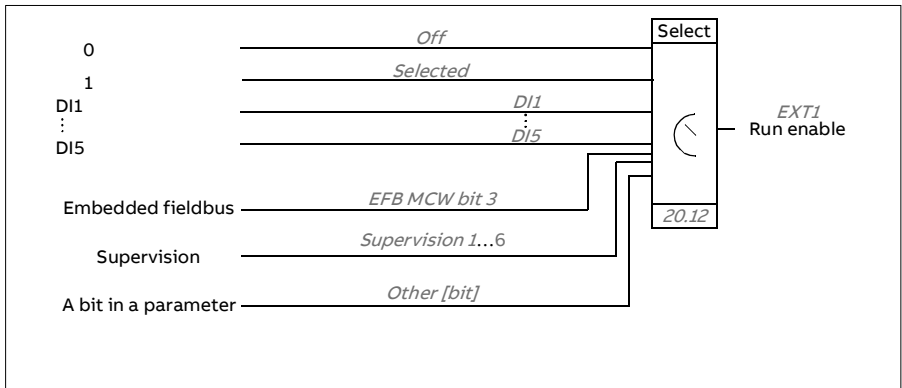 Off
Select
0
Selected
1
DI1
DI1
EXT1
Run enable
DI5
DI5
EFB MCW bit 3
Embedded fieldbus
20.12
Supervision 1...6
Supervision
Other [bit]
A bit in a parameter